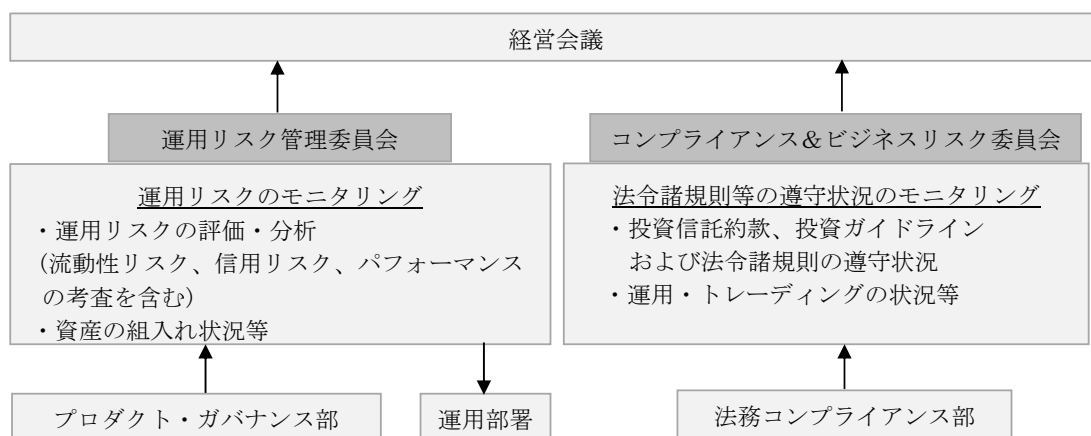 経営会議
運用リスク管理委員会
運用リスクのモニタリング
・運用リスクの評価・分析
(流動性リスク、信用リスク、パフォーマンス
の考査を含む)
・資産の組入れ状況等
プロダクト・ガバナンス部
運用部署
コンプライアンス＆ビジネスリスク委員会
法令諸規則等の遵守状況のモニタリング
・投資信託約款、投資ガイドライン
および法令諸規則の遵守状況
・運用・トレーディングの状況等
法務コンプライアンス部